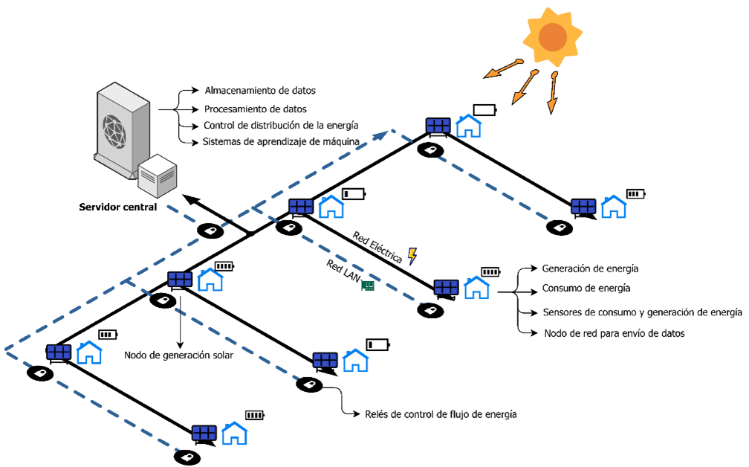 Almacenamiento de datos
Procesamiento de datos
Control de distribución de la energía
Sistemas de aprendizaje de máquina
Servidor central
Red Eléctrica
Red LAN
Generación de energía
Consumo de energía
Sensores de consumo y generación de energía
Nodo de red para envío de datos
Nodo de generación solar
Relés de control de flujo de energía